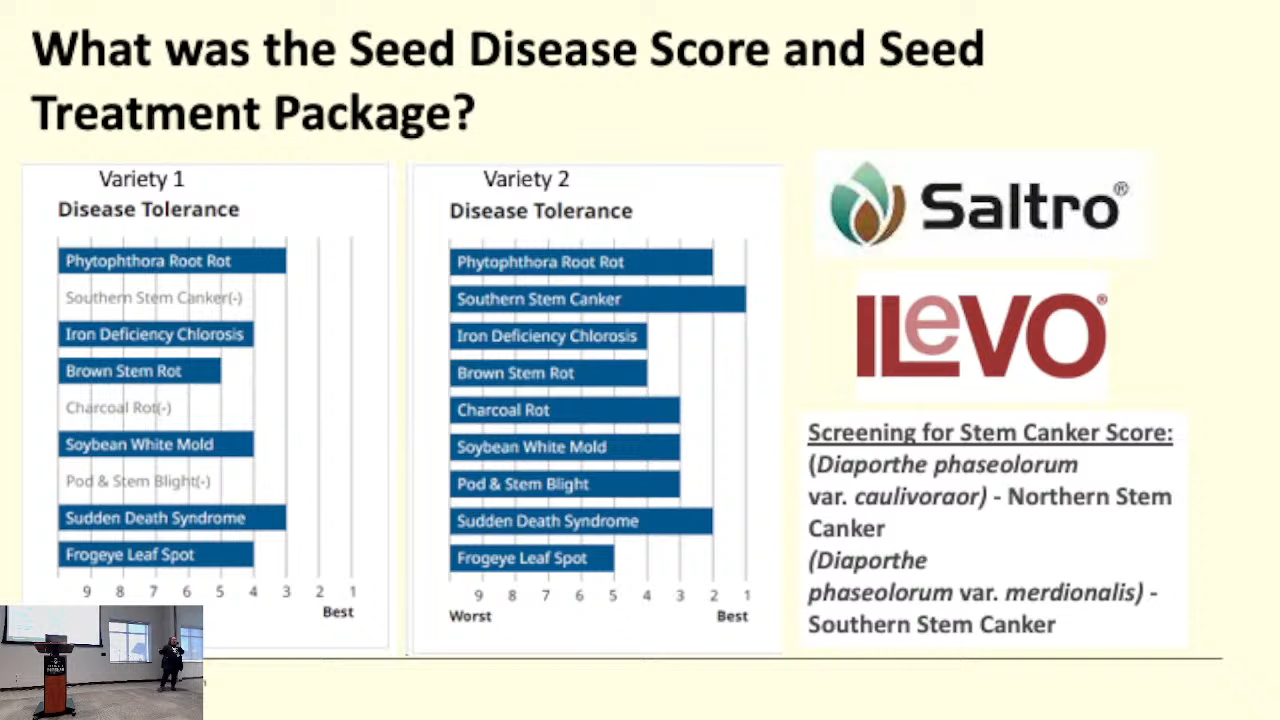 What was the Seed Disease Score and Seed
Treatment Package?
Variety 1
Disease Tolerance
Phytophthora Root Rot
Southern Stem Canker(-)
Iron Deficiency Chlorosis
Brown Stem Rot
Charcoal Rot(-)
Soybean White Mold
Pod & Stem Blight(-)
Sudden Death Syndrome
Frogeye Leaf Spot
9 8 7 6 5 4 3 2 1
Best
Variety 2
Disease Tolerance
Phytophthora Root Rot
Southern Stem Canker
Iron Deficiency Chlorosis
Brown Stem Rot
Charcoal Rot
Soybean White Mold
Pod & Stem Blight
Sudden Death Syndrome
Frogeye Leaf Spot
9 8 7 6 5 4 3 2 1
Worst Best
Saltro®
ILeVO®
Screening for Stem Canker Score:
(Diaporthe phaseolorum
var. caulivoraor) - Northern Stem
Canker
(Diaporthe
phaseolorum var. merdionalis) -
Southern Stem Canker